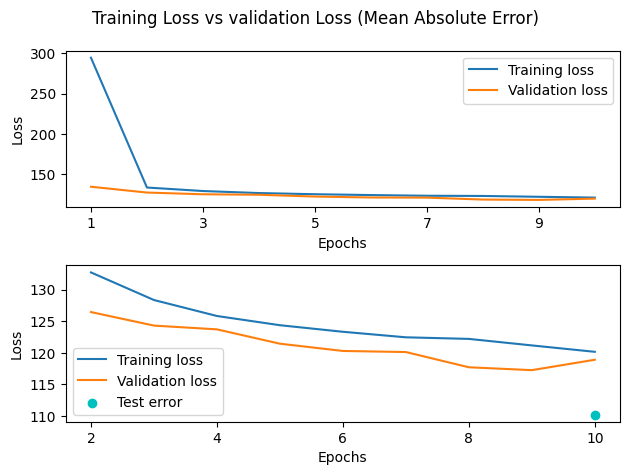 Training Loss vs validation Loss (Mean Absolute Error)
300
250
200
150
Loss
Training loss
Validation loss
1 3 5 7 9
Epochs
130
125
120
115
110
Loss
Training loss
Validation loss
Test error
2 4 6 8 10
Epochs